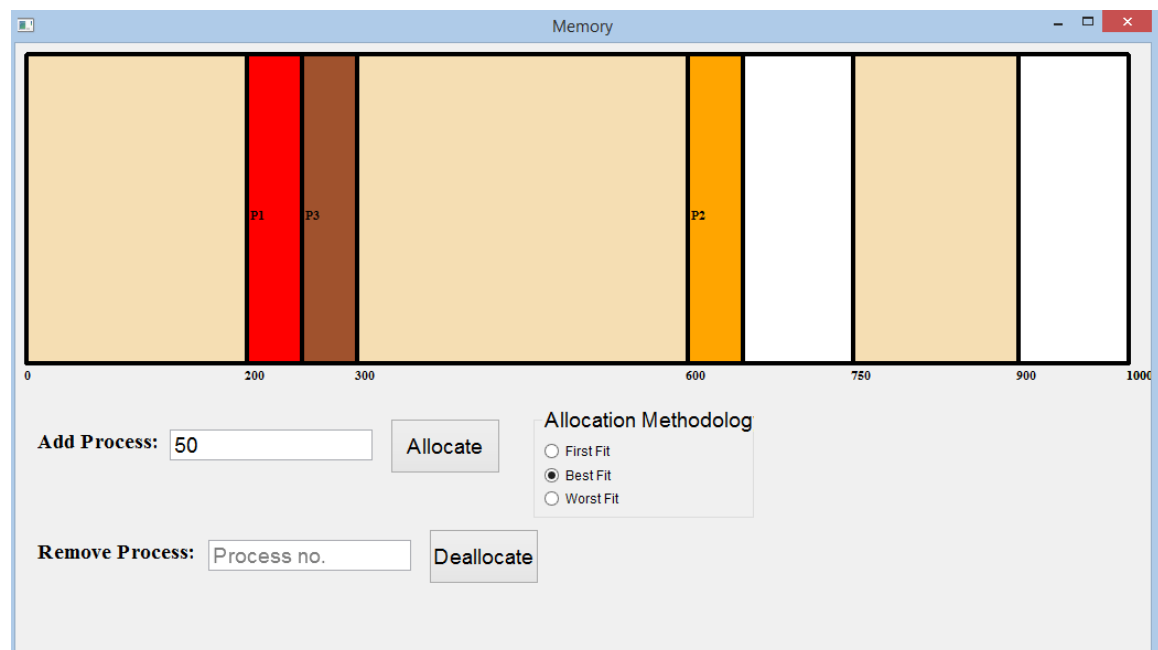 Memory
P1 P3 P2
0 200 300 600 750 900 1000
Allocation Methodolog
Add Process: 50 Allocate
First Fit
Best Fit
Worst Fit
Remove Process: Process no. Deallocate